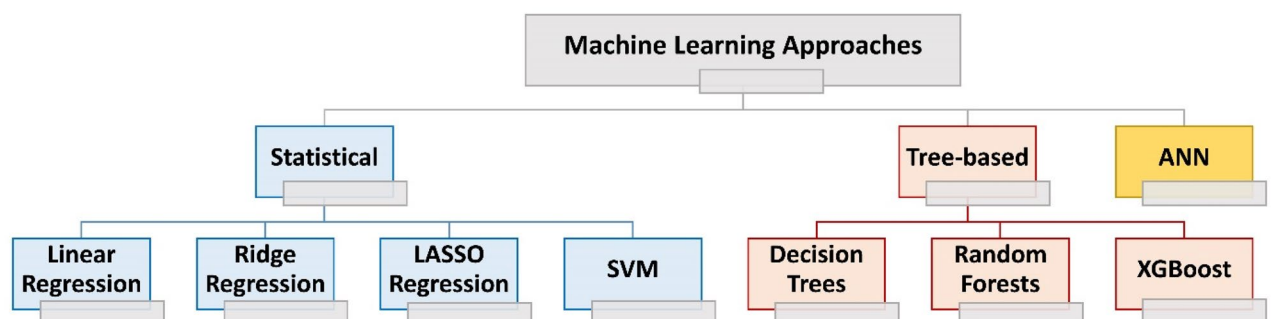 Machine Learning Approaches
Statistical
Tree-based
ANN
Linear
Regression
Ridge
Regression
LASSO
Regression
SVM
Decision
Trees
Random
Forests
XGBoost